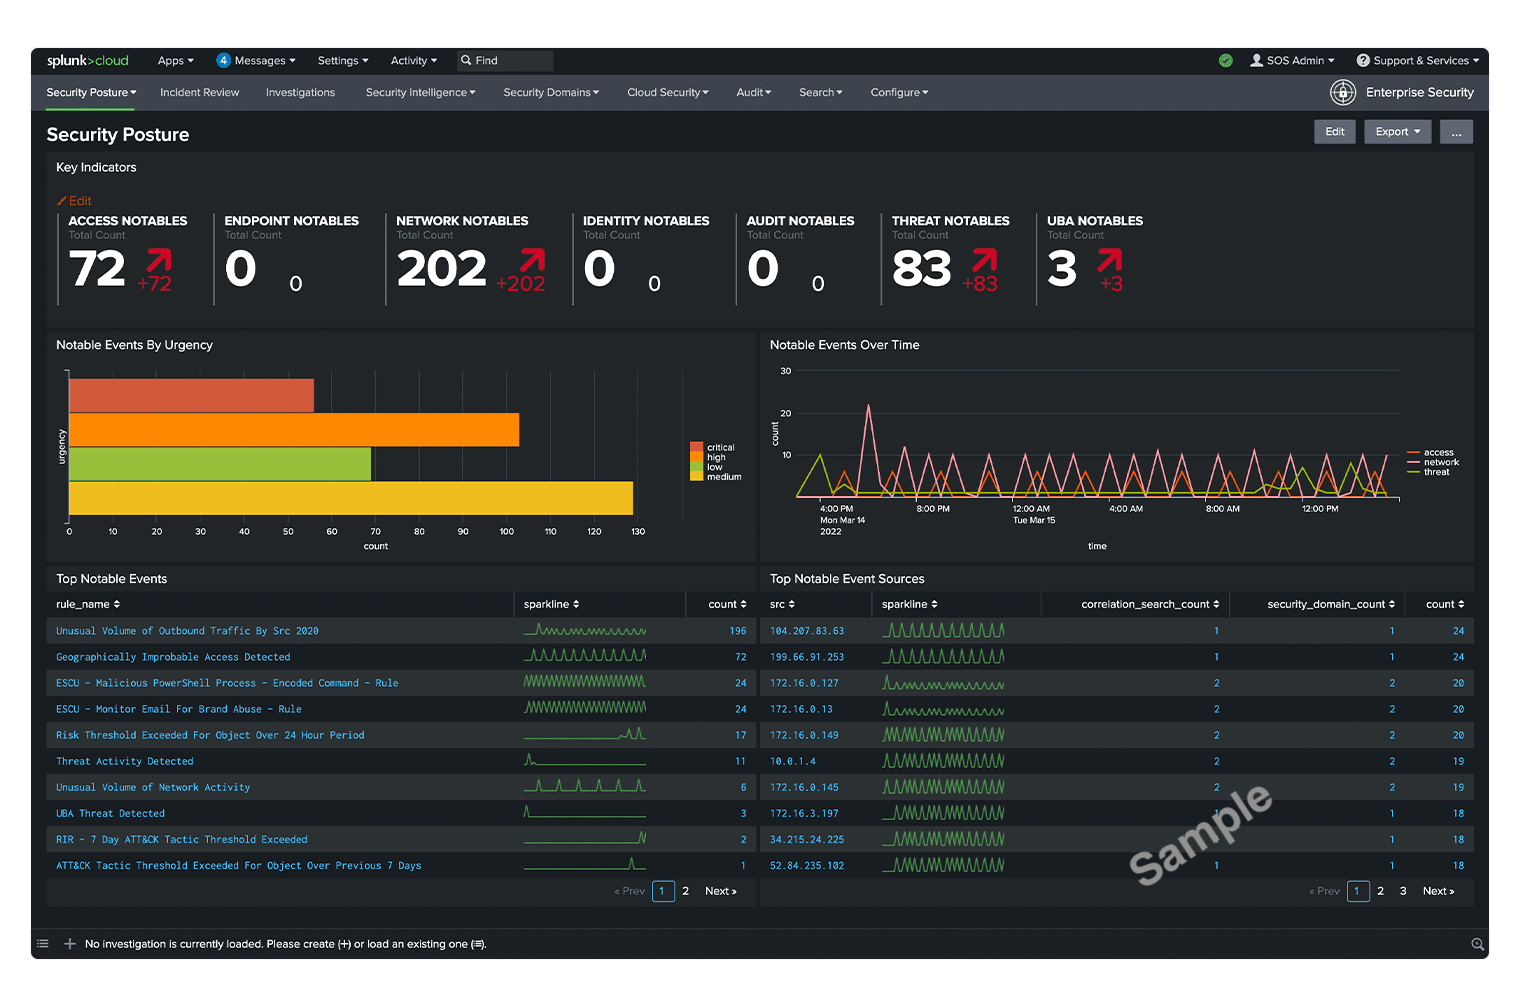 splunk>cloud Apps 4 Messages Settings Activity Find SOS Admin ? Support & Services
Security Posture Incident Review Investigations Security Intelligence Security Domains Cloud Security Audit Search Configure Enterprise Security
Security Posture Edit Export ...
Key Indicators
Edit
ACCESS NOTABLES ENDPOINT NOTABLES NETWORK NOTABLES IDENTITY NOTABLES AUDIT NOTABLES THREAT NOTABLES UBA NOTABLES
Total Count Total Count Total Count Total Count Total Count Total Count Total Count
72 +72 0 0 202 +202 0 0 0 0 83 +83 3 +3
Notable Events By Urgency
urgency
critical
high
low
medium
0 10 20 30 40 50 60 70 80 90 100 110 120 130
count
Notable Events Over Time
30
20
10
count
access
network
threat
4:00 PM 8:00 PM 12:00 AM 4:00 AM 8:00 AM 12:00 PM
Mon Mar 14 Tue Mar 15
2022
time
Top Notable Events
rule_name sparkline count
Unusual Volume of Outbound Traffic By Src 2020 196
Geographically Improbable Access Detected 72
ESCU - Malicious PowerShell Process - Encoded Command - Rule 24
ESCU - Monitor Email For Brand Abuse - Rule 24
Risk Threshold Exceeded For Object Over 24 Hour Period 17
Threat Activity Detected 11
Unusual Volume of Network Activity 6
UBA Threat Detected 3
RIR - 7 Day ATT&CK Tactic Threshold Exceeded 2
ATT&CK Tactic Threshold Exceeded For Object Over Previous 7 Days 1
« Prev 1 2 Next »
Top Notable Event Sources
src sparkline correlation_search_count security_domain_count count
104.207.83.63 1 1 24
199.66.91.253 1 1 24
172.16.0.127 2 2 20
172.16.0.13 2 2 20
172.16.0.149 2 2 20
10.0.1.4 2 2 19
172.16.0.145 2 2 19
172.16.3.197 1 1 18
34.215.24.225 1 18
52.84.235.102 1 1 18
Sample
« Prev 1 2 3 Next »
No investigation is currently loaded. Please create (+) or load an existing one (≡).